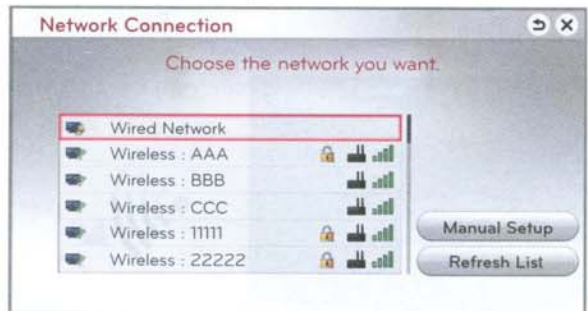 Network Connection
Choose the network you want.
Wired Network
Wireless : AAA
Wireless : BBB
Wireless : CCC
Wireless : 11111
Wireless : 22222
Manual Setup
Refresh List